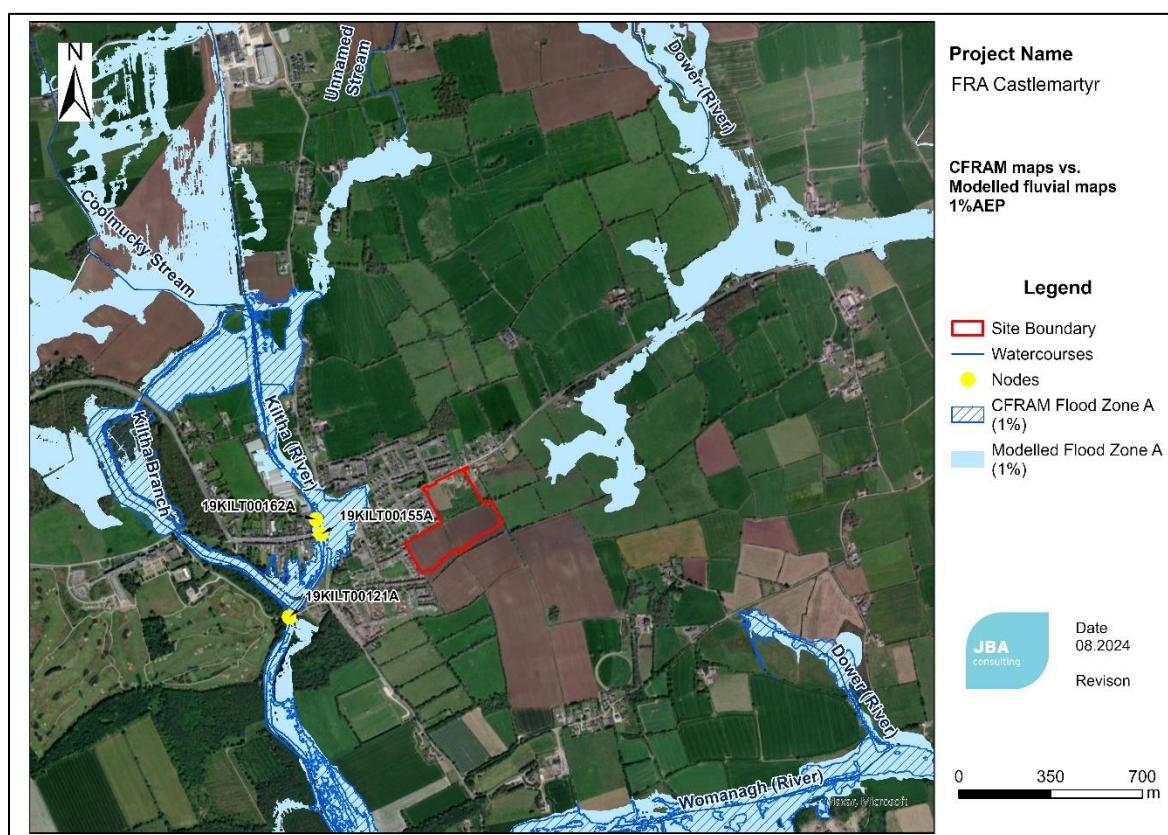 N
Unnamed
Stream
Dower (River)
Coolmucky Stream
Kiltha (River)
Kiltha Branch
19KILT00162A
19KILT00155A
19KILT00121A
Dower (River)
Womanagh (River)
Maxar, Microsoft
Project Name
FRA Castlemartyr
CFRAM maps vs.
Modelled fluvial maps
1%AEP
Legend
Site Boundary
Watercourses
Nodes
CFRAM Flood Zone A
(1%)
Modelled Flood Zone A
(1%)
JBA
consulting
Date
08.2024
Revison
0 350 700
m